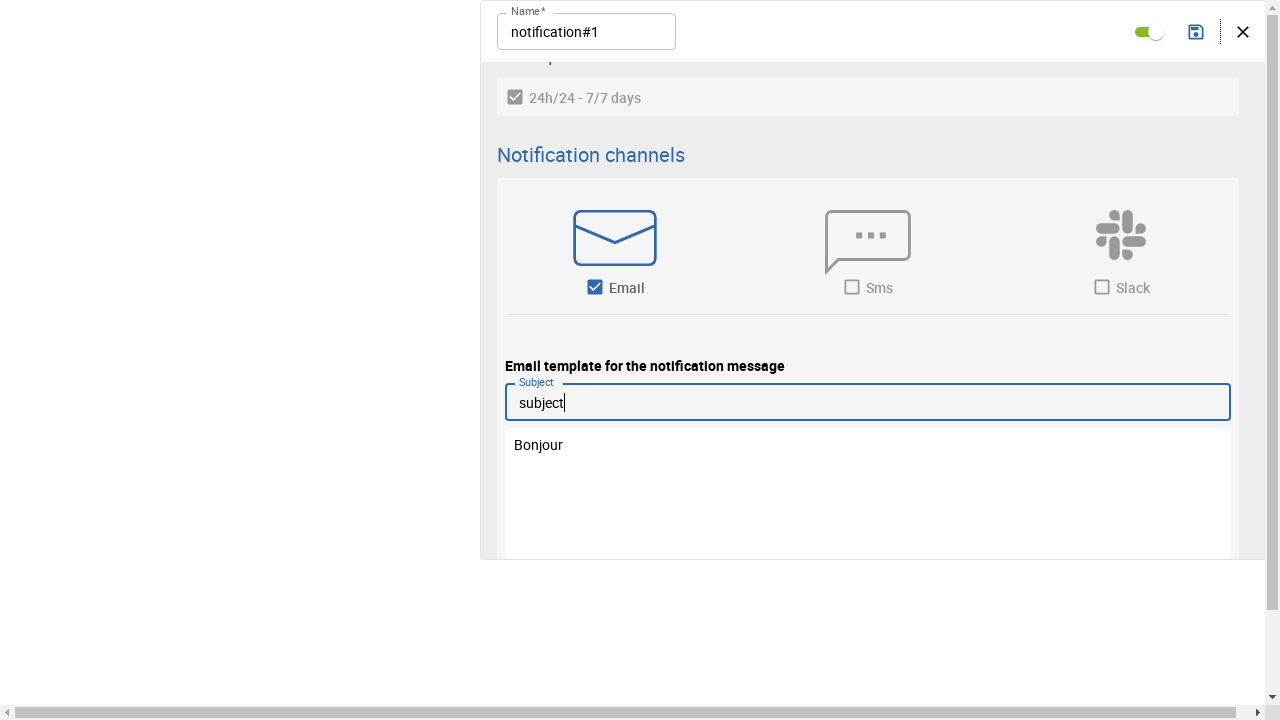 Name*
notification#1
24h/24 - 7/7 days
Notification channels
Email
Sms
Slack
Email template for the notification message
Subject
subject
Bonjour